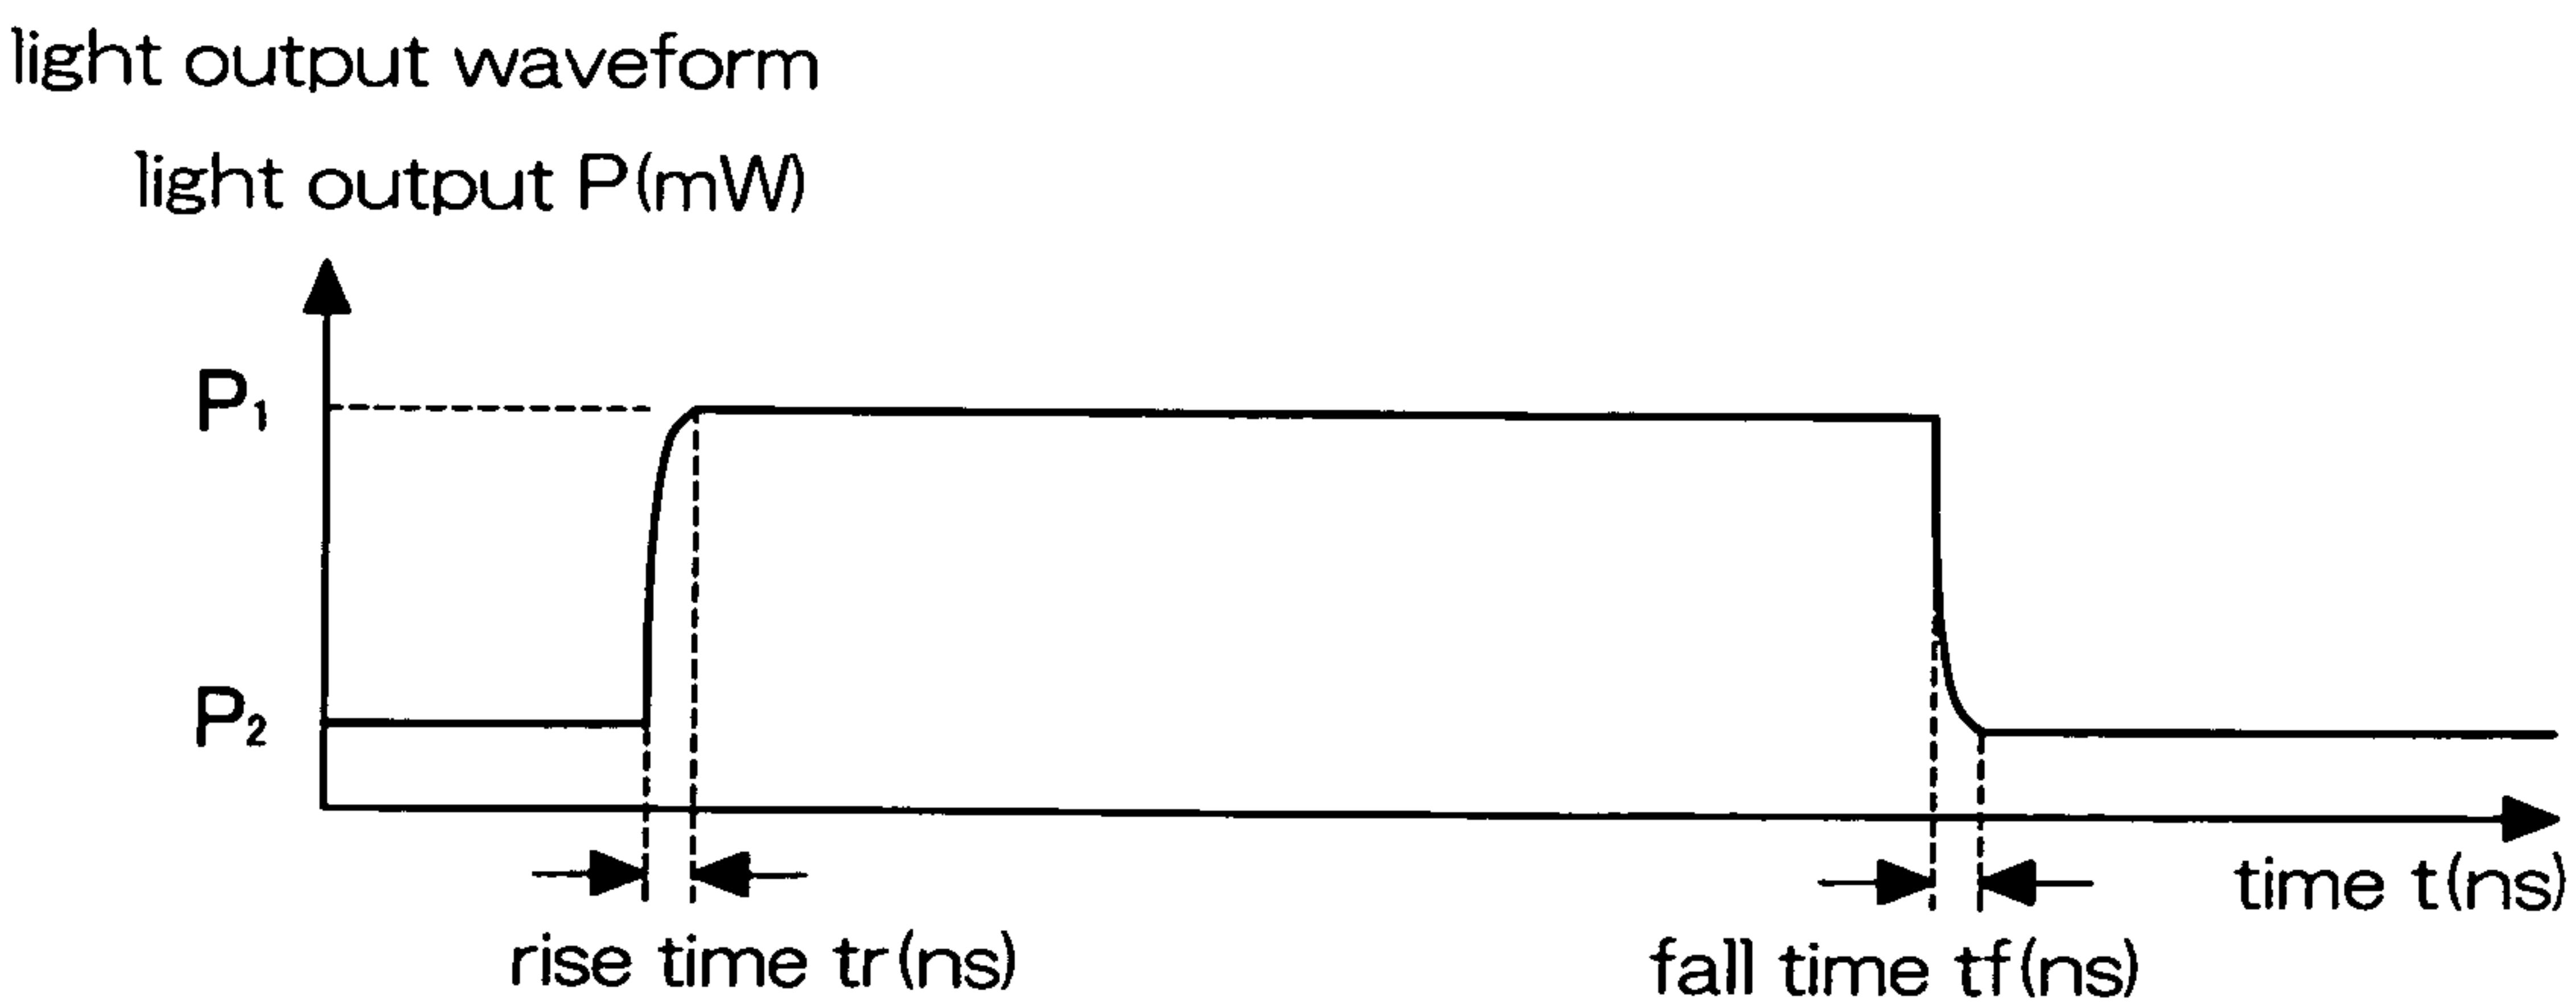 light output waveform
light output P(mW)
P₁
P₂
time t(ns)
rise time tr(ns)
fall time tf(ns)